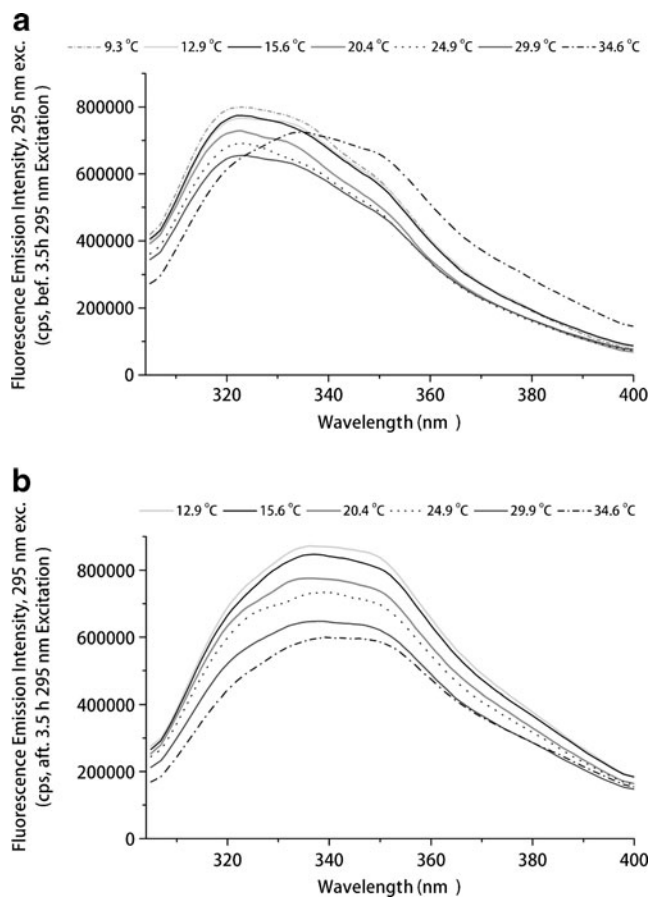 a
9.3 °C 12.9 °C 15.6 °C 20.4 °C 24.9 °C 29.9 °C 34.6 °C
Fluorescence Emission Intensity, 295 nm exc.
(cps, bef. 3.5h 295 nm Excitation )
800000
600000
400000
200000
0
320 340 360 380 400
Wavelength (nm )
b
12.9 °C 15.6 °C 20.4 °C 24.9 °C 29.9 °C 34.6 °C
Fluorescence Emission Intensity, 295 nm exc.
(cps, aft. 3.5 h 295 nm Excitation )
800000
600000
400000
200000
0
320 340 360 380 400
Wavelength (nm )